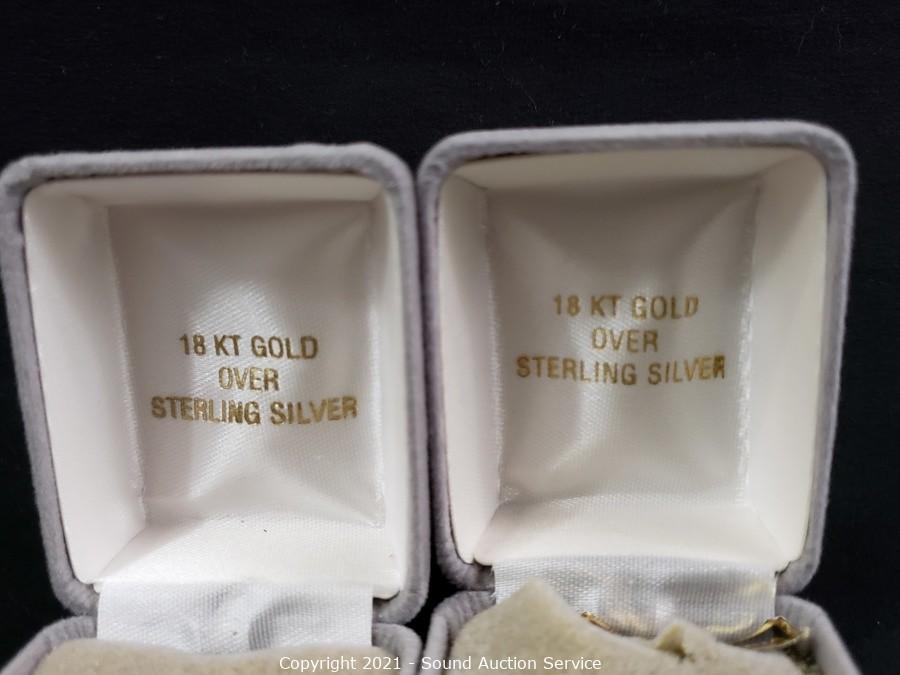 18 KT GOLD
OVER
STERLING SILVER
18 KT GOLD
OVER
STERLING SILVER
Copyright 2021 - Sound Auction Service